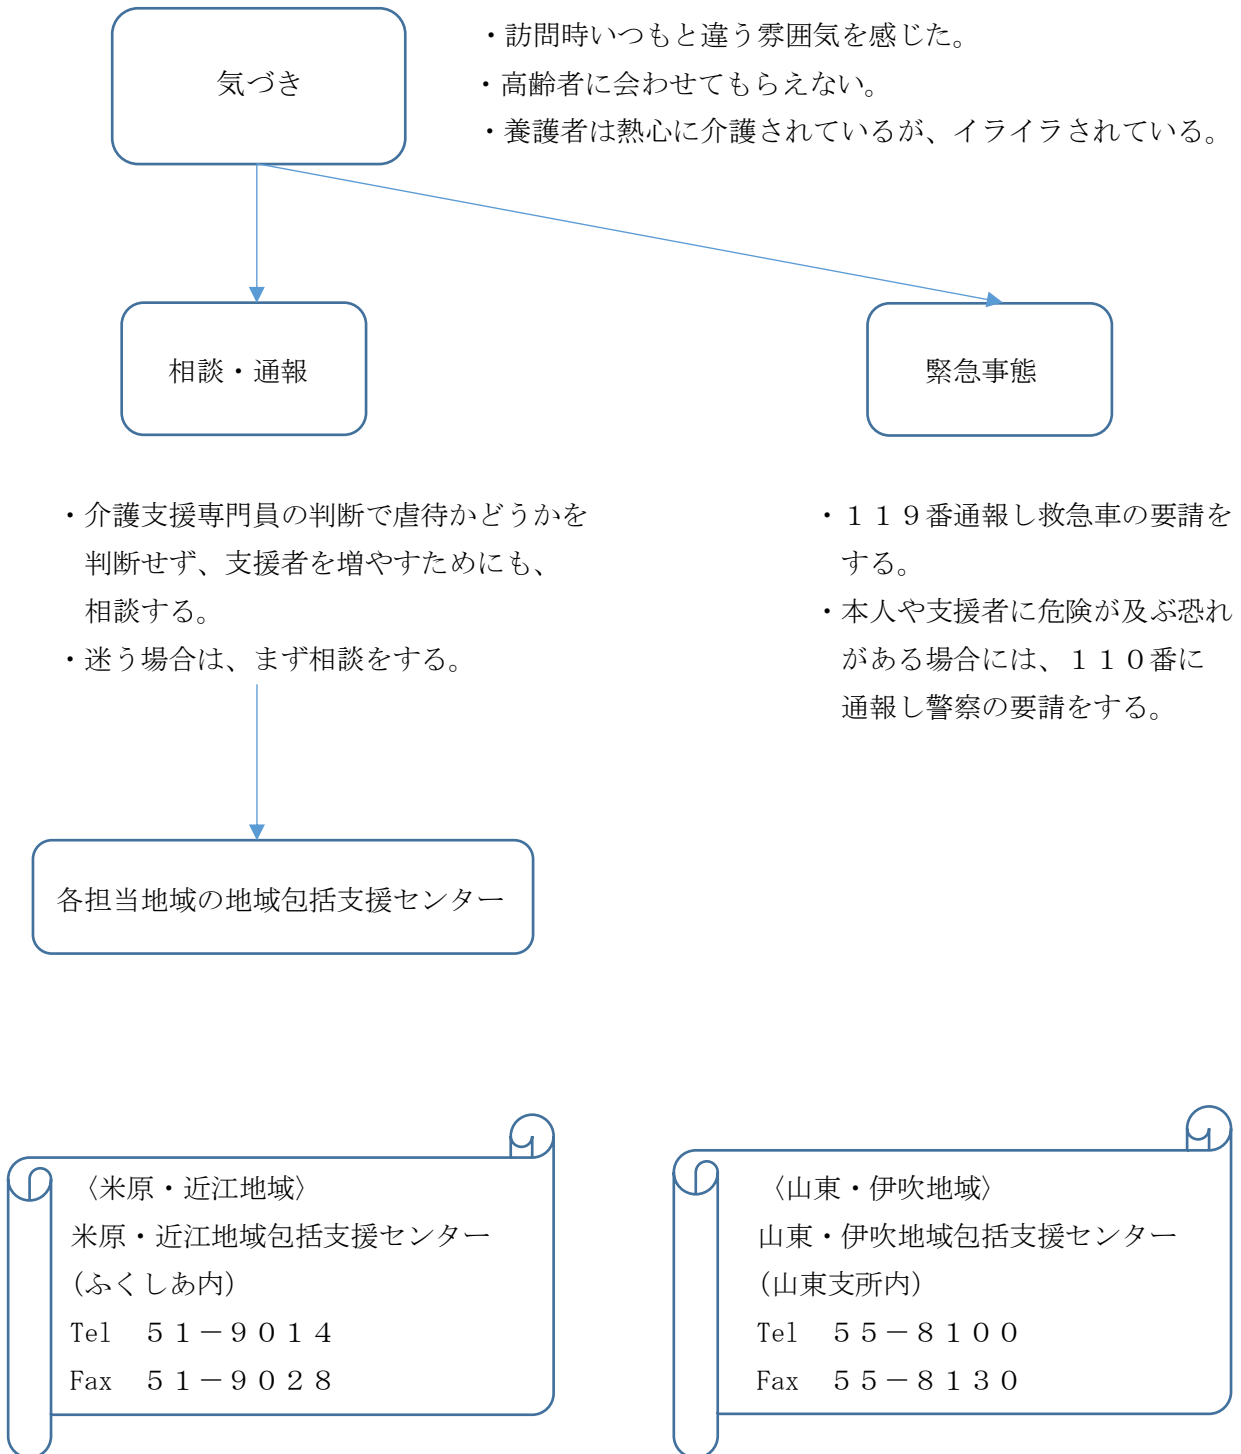 気づき
・訪問時いつもと違う雰囲気を感じた。
・高齢者に会わせてもらえない。
・養護者は熱心に介護されているが、イライラされている。
相談・通報
緊急事態
・介護支援専門員の判断で虐待かどうかを
判断せず、支援者を増やすためにも、
相談する。
・迷う場合は、まず相談をする。
・１１９番通報し救急車の要請を
する。
・本人や支援者に危険が及ぶ恐れ
がある場合には、１１０番に
通報し警察の要請をする。
各担当地域の地域包括支援センター
〈米原・近江地域〉
米原・近江地域包括支援センター
（ふくしあ内）
Tel　５１－９０１４
Fax　５１－９０２８
〈山東・伊吹地域〉
山東・伊吹地域包括支援センター
（山東支所内）
Tel　５５－８１００
Fax　５５－８１３０